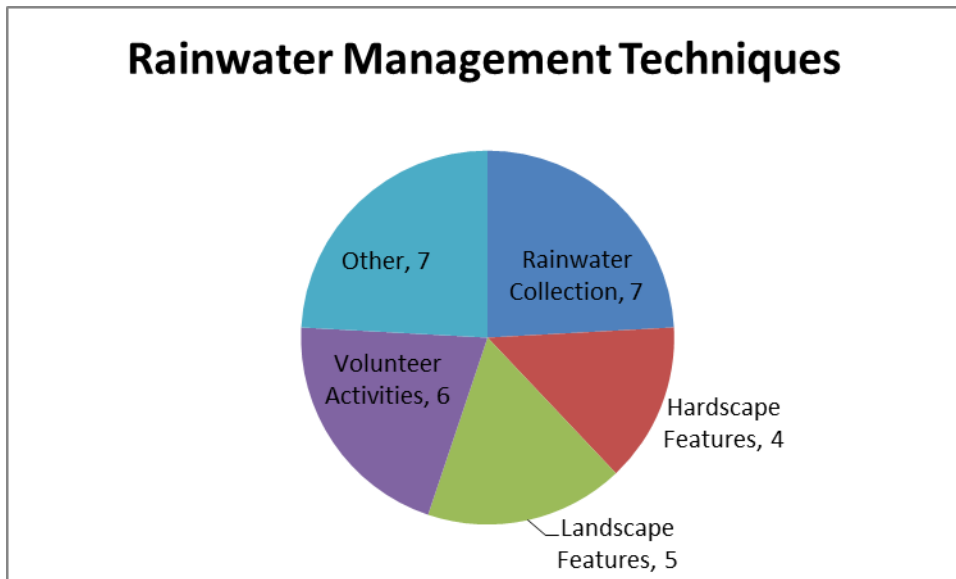 Rainwater Management Techniques
Other, 7
Rainwater
Collection, 7
Volunteer
Activities, 6
Hardscape
Features, 4
Landscape
Features, 5